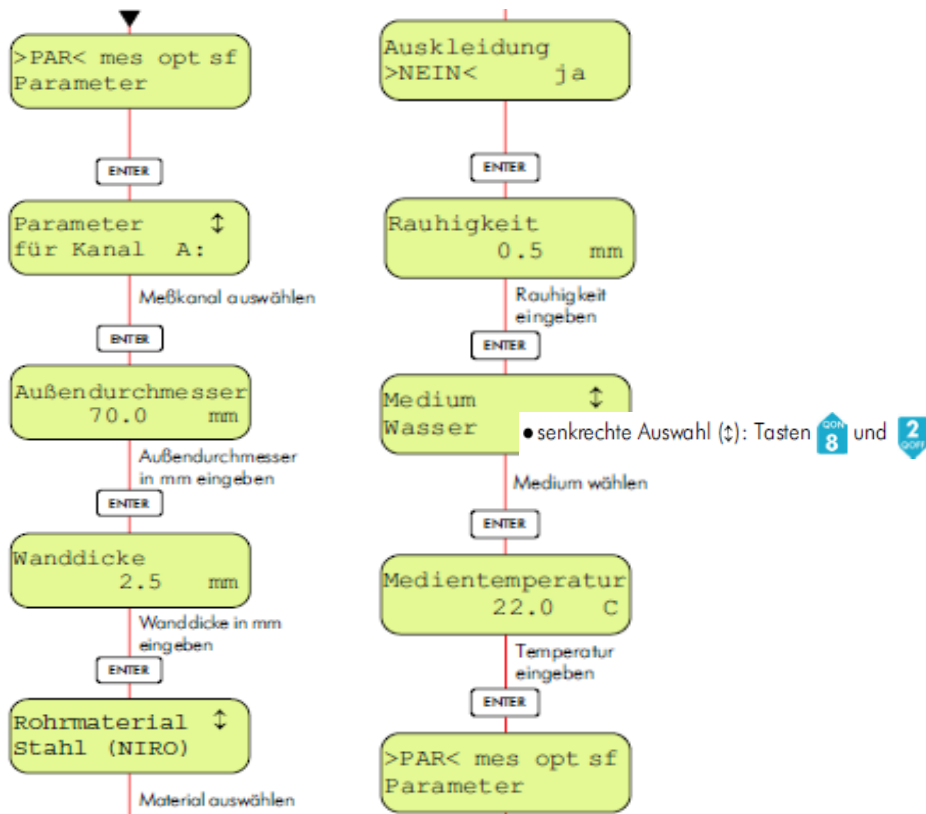 >PAR< mes opt sf
Parameter
ENTER
Parameter ↕
für Kanal A:
Meßkanal auswählen
ENTER
Außendurchmesser
70.0 mm
Außendurchmesser
in mm eingeben
ENTER
Wanddicke
2.5 mm
Wanddicke in mm
eingeben
ENTER
Rohrmaterial ↕
Stahl (NIRO)
Material auswählen
Auskleidung
>NEIN< ja
ENTER
Rauhigkeit
0.5 mm
Rauhigkeit
eingeben
ENTER
Medium ↕
Wasser
● senkrechte Auswahl (↕): Tasten QON 8 und 2 QOFF
Medium wählen
ENTER
Medientemperatur
22.0 C
Temperatur
eingeben
ENTER
>PAR< mes opt sf
Parameter